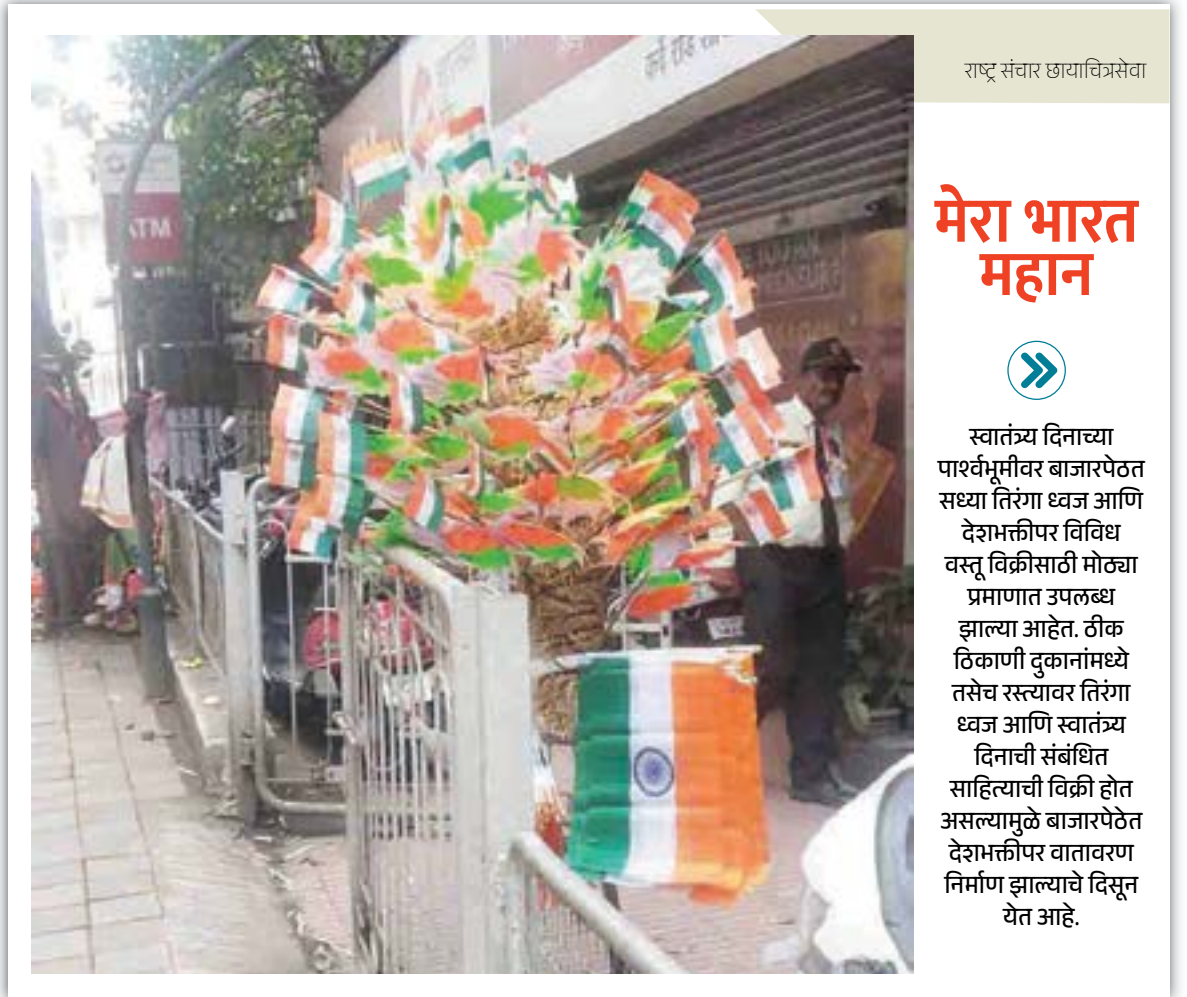 राष्ट्र संचार छायाचित्रसेवा
मेरा भारत
महान
स्वातंत्र्य दिनाच्या
पार्श्वभूमीवर बाजारपेठत
सध्या तिरंगा ध्वज आणि
देशभक्तीपर विविध
वस्तू विक्रीसाठी मोठ्या
प्रमाणात उपलब्ध
झाल्या आहेत. ठीक
ठिकाणी दुकानांमध्ये
तसेच रस्त्यावर तिरंगा
ध्वज आणि स्वातंत्र्य
दिनाची संबंधित
साहित्याची विक्री होत
असल्यामुळे बाजारपेठेत
देशभक्तीपर वातावरण
निर्माण झाल्याचे दिसून
येत आहे.
ATM